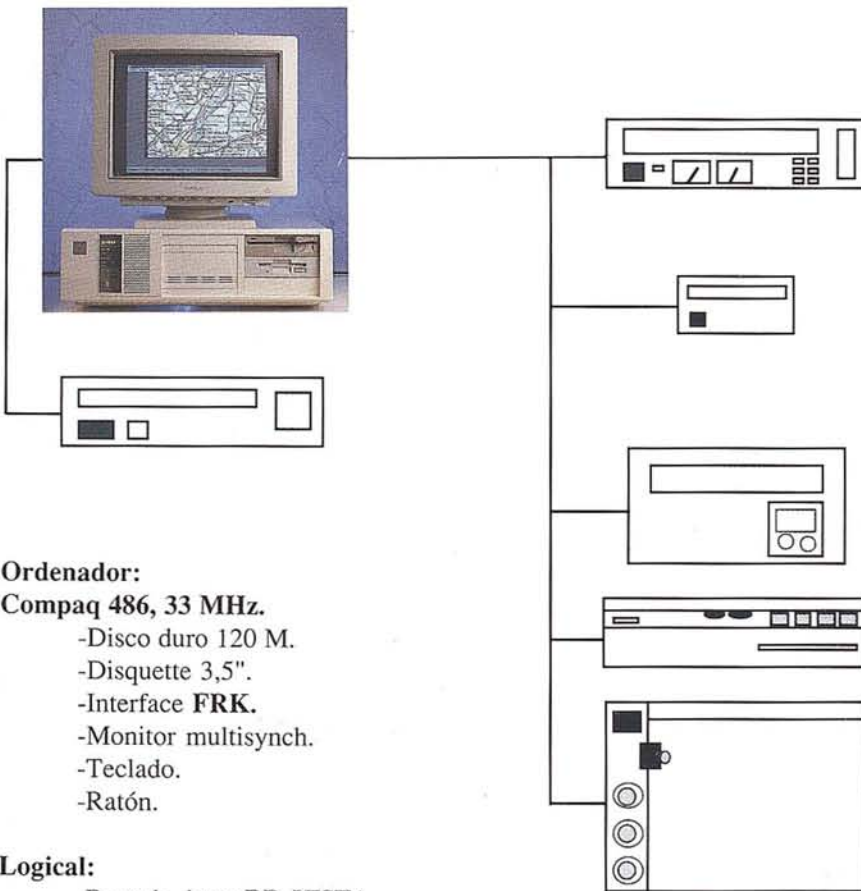 Ordenador:
Compaq 486, 33 MHz.
-Disco duro 120 M.
-Disquette 3,5".
-Interface FRK.
-Monitor multisynch.
-Teclado.
-Ratón.
Logical: